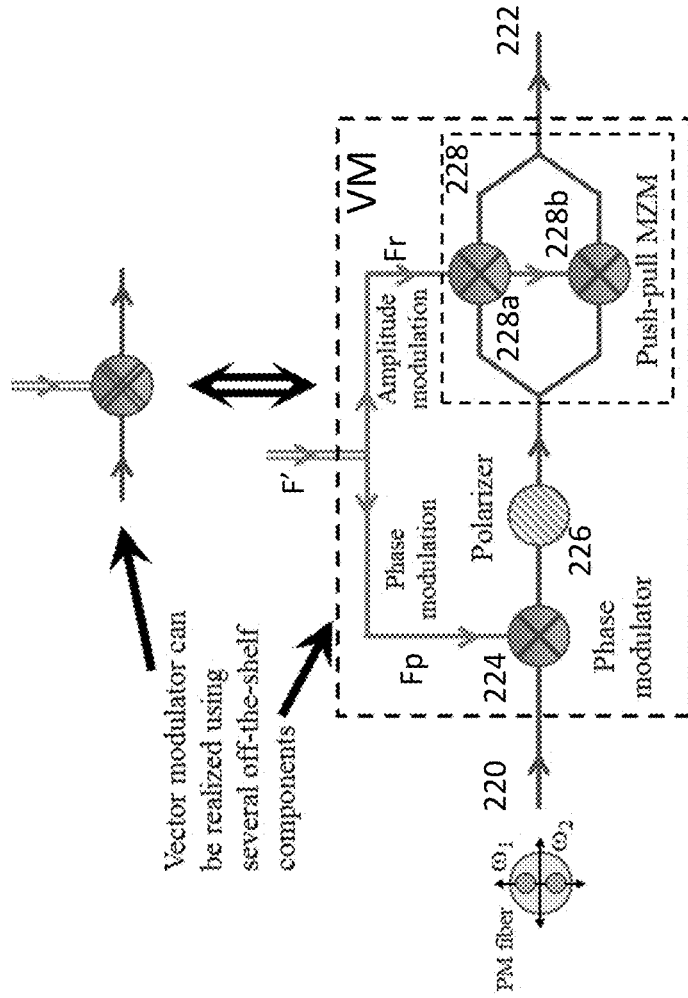 Vector modulator can
be realized using
several off-the-shelf
components
F'
VM
Phase
modulation
Amplitude
modulation
Fp
Fr
PM fiber
ω1
ω2
220
224
Phase
modulator
Polarizer
226
228
228a
228b
Push-pull MZM
222